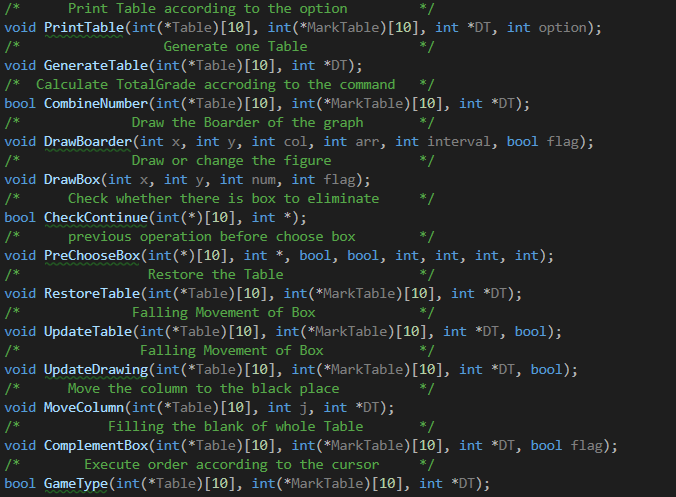 /*      Print Table according to the option         */
void PrintTable(int(*Table)[10], int(*MarkTable)[10], int *DT, int option);
/*                  Generate one Table              */
void GenerateTable(int(*Table)[10], int *DT);
/*  Calculate TotalGrade accroding to the command   */
bool CombineNumber(int(*Table)[10], int(*MarkTable)[10], int *DT);
/*              Draw the Boarder of the graph       */
void DrawBoarder(int x, int y, int col, int arr, int interval, bool flag);
/*              Draw or change the figure           */
void DrawBox(int x, int y, int num, int flag);
/*      Check whether there is box to eliminate     */
bool CheckContinue(int(*)[10], int *);
/*      previous operation before choose box        */
void PreChooseBox(int(*)[10], int *, bool, bool, int, int, int, int);
/*                Restore the Table                 */
void RestoreTable(int(*Table)[10], int(*MarkTable)[10], int *DT);
/*              Falling Movement of Box             */
void UpdateTable(int(*Table)[10], int(*MarkTable)[10], int *DT, bool);
/*               Falling Movement of Box            */
void UpdateDrawing(int(*Table)[10], int(*MarkTable)[10], int *DT, bool);
/*      Move the column to the black place          */
void MoveColumn(int(*Table)[10], int j, int *DT);
/*           Filling the blank of whole Table       */
void ComplementBox(int(*Table)[10], int(*MarkTable)[10], int *DT, bool flag);
/*        Execute order according to the cursor     */
bool GameType(int(*Table)[10], int(*MarkTable)[10], int *DT);